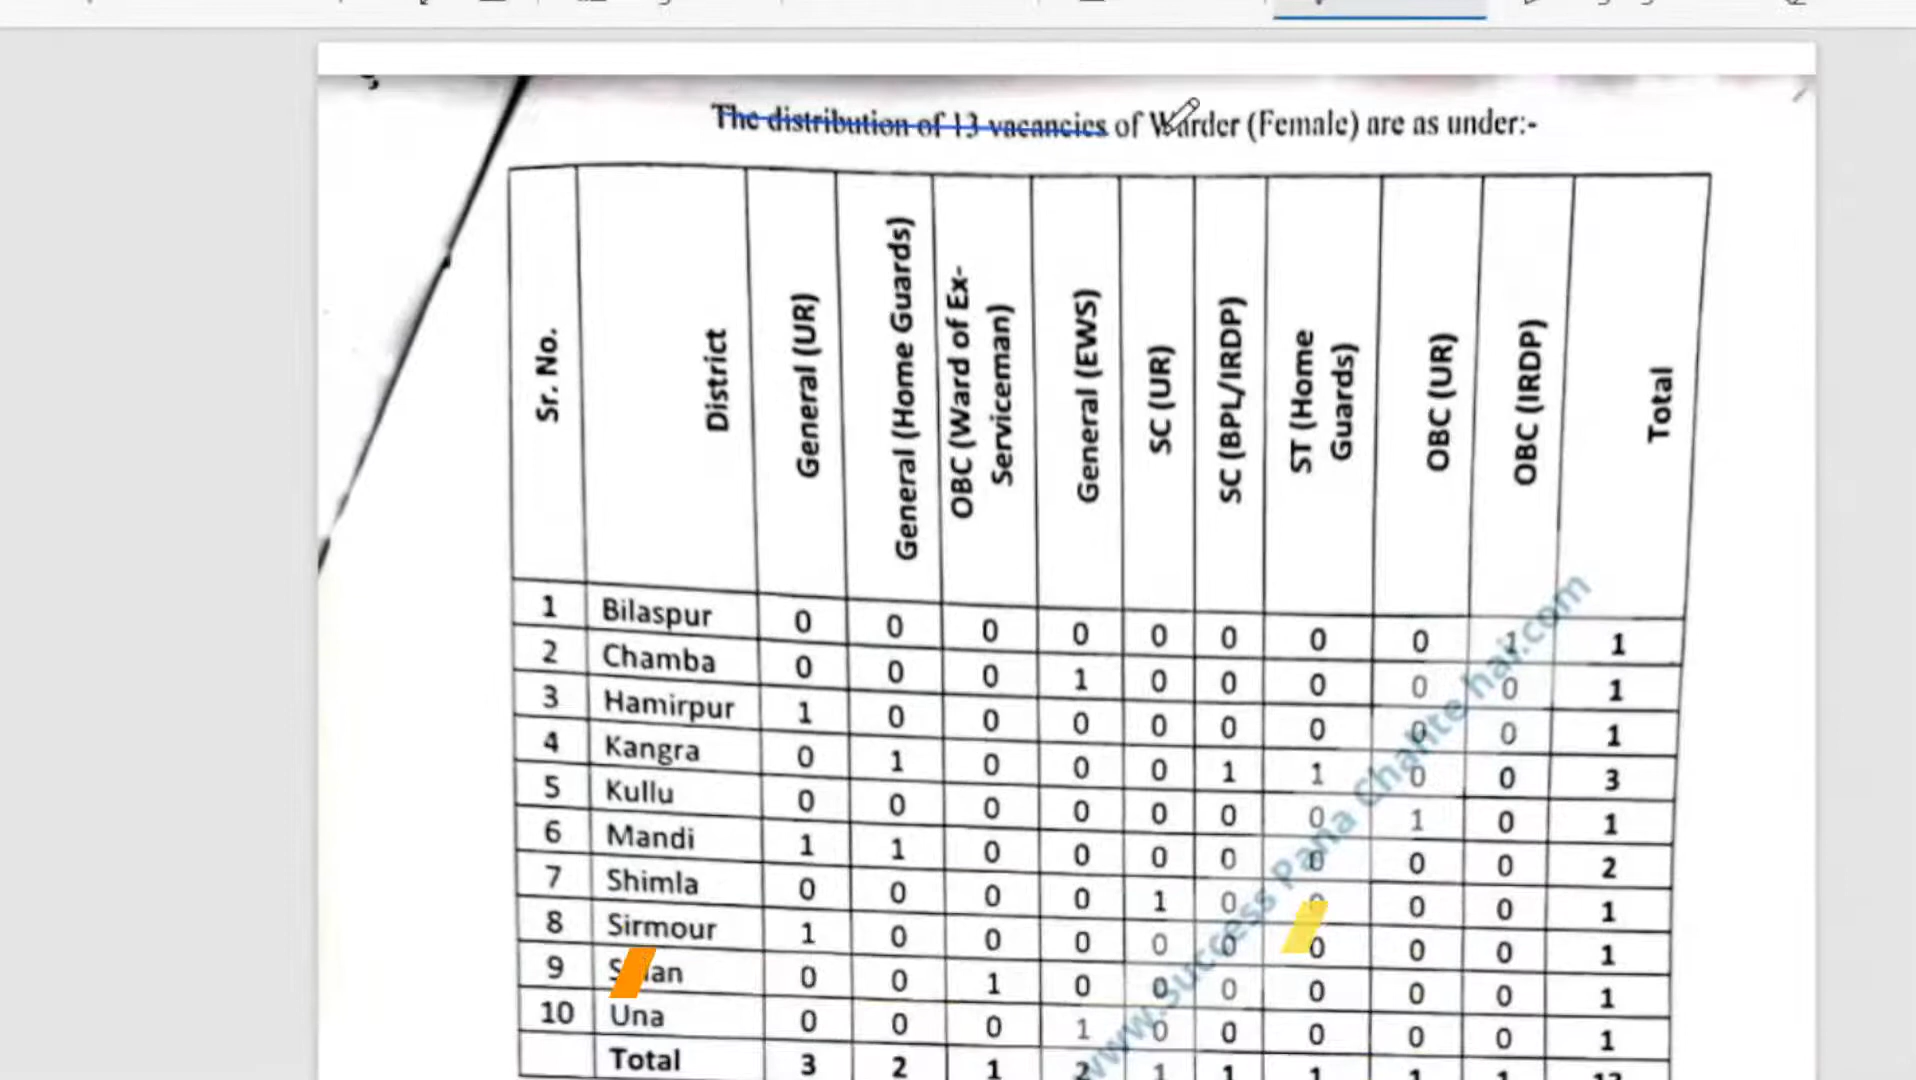 The distribution of 13 vacancies of Warder (Female) are as under:-
Sr. No. District General (UR) General (Home Guards) OBC (Ward of Ex-Serviceman) General (EWS) SC (UR) SC (BPL/IRDP) ST (Home Guards) OBC (UR) OBC (IRDP) Total
1 Bilaspur 0 0 0 0 0 0 0 0 1 1
2 Chamba 0 0 0 1 0 0 0 0 0 1
3 Hamirpur 1 0 0 0 0 0 0 0 0 1
4 Kangra 0 1 0 0 0 1 1 0 0 3
5 Kullu 0 0 0 0 0 0 0 1 0 1
6 Mandi 1 1 0 0 0 0 0 0 0 2
7 Shimla 0 0 0 0 1 0 0 0 0 1
8 Sirmour 1 0 0 0 0 0 0 0 0 1
9 0 0 1 0 0 0 0 0 0 1
10 Una 0 0 0 1 0 0 0 0 0 1
Total 3 2 1 2 1 1 1 1 1 13
www.Success Pana Chahte hai.com